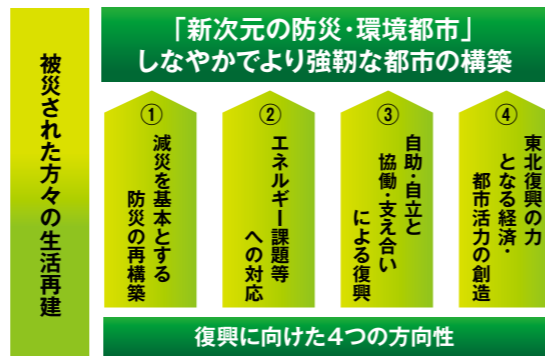 被災された方々の生活再建
「新次元の防災・環境都市」
しなやかでより強靭な都市の構築
①
減災を基本とする
防災の再構築
②
エネルギー課題等
への対応
③
自助・自立と
協働・支え合い
による復興
④
東北復興の力
となる経済・
都市活力の創造
復興に向けた4つの方向性